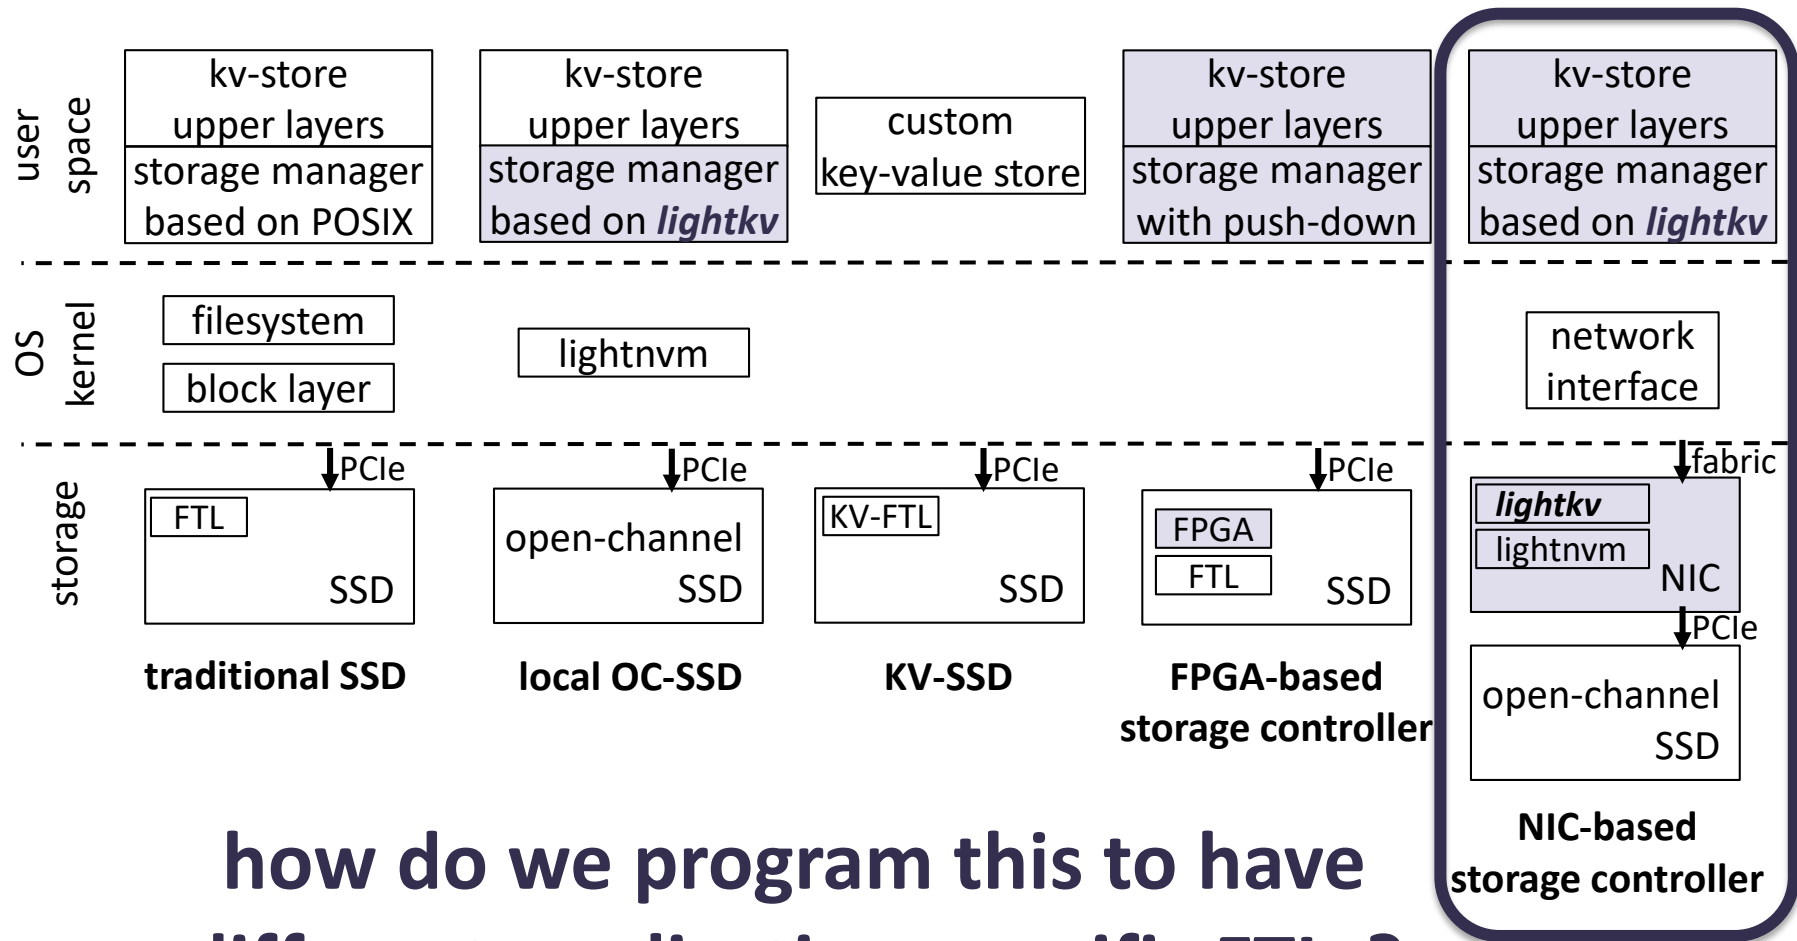 user
space
kv-store
upper layers
storage manager
based on POSIX
kv-store
upper layers
storage manager
based on lightkv
custom
key-value store
kv-store
upper layers
storage manager
with push-down
kv-store
upper layers
storage manager
based on lightkv
OS
kernel
filesystem
block layer
lightnvm
network
interface
storage
PCIe
FTL
SSD
traditional SSD
PCIe
open-channel
SSD
local OC-SSD
PCIe
KV-FTL
SSD
KV-SSD
PCIe
FPGA
FTL
SSD
FPGA-based
storage controller
fabric
lightkv
lightnvm
NIC
PCIe
open-channel
SSD
NIC-based
storage controller
how do we program this to have